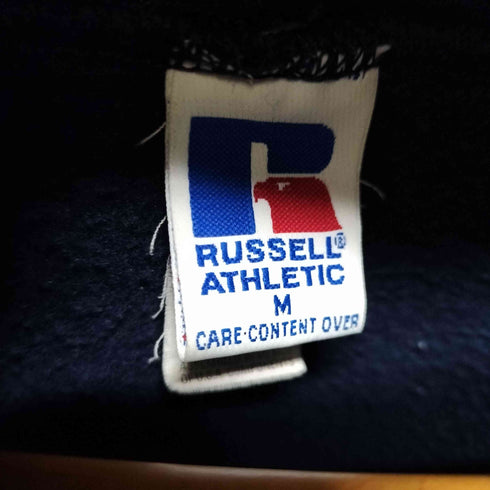 RUSSELL®
ATHLETIC
M
CARE·CONTENT OVER